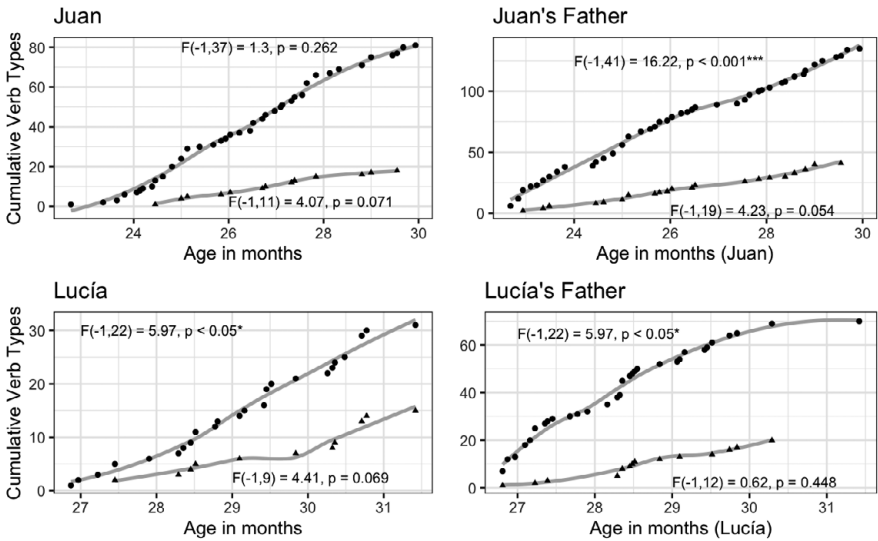 Juan
Cumulative Verb Types
80
60
40
20
0
F(-1,37) = 1.3, p = 0.262
F(-1,11) = 4.07, p = 0.071
24 26 28 30
Age in months
Juan's Father
100
50
0
F(-1,41) = 16.22, p < 0.001***
F(-1,19) = 4.23, p = 0.054
24 26 28 30
Age in months (Juan)
Lucía
Cumulative Verb Types
30
20
10
0
F(-1,22) = 5.97, p < 0.05*
F(-1,9) = 4.41, p = 0.069
27 28 29 30 31
Age in months
Lucía's Father
60
40
20
0
F(-1,22) = 5.97, p < 0.05*
F(-1,12) = 0.62, p = 0.448
27 28 29 30 31
Age in months (Lucía)